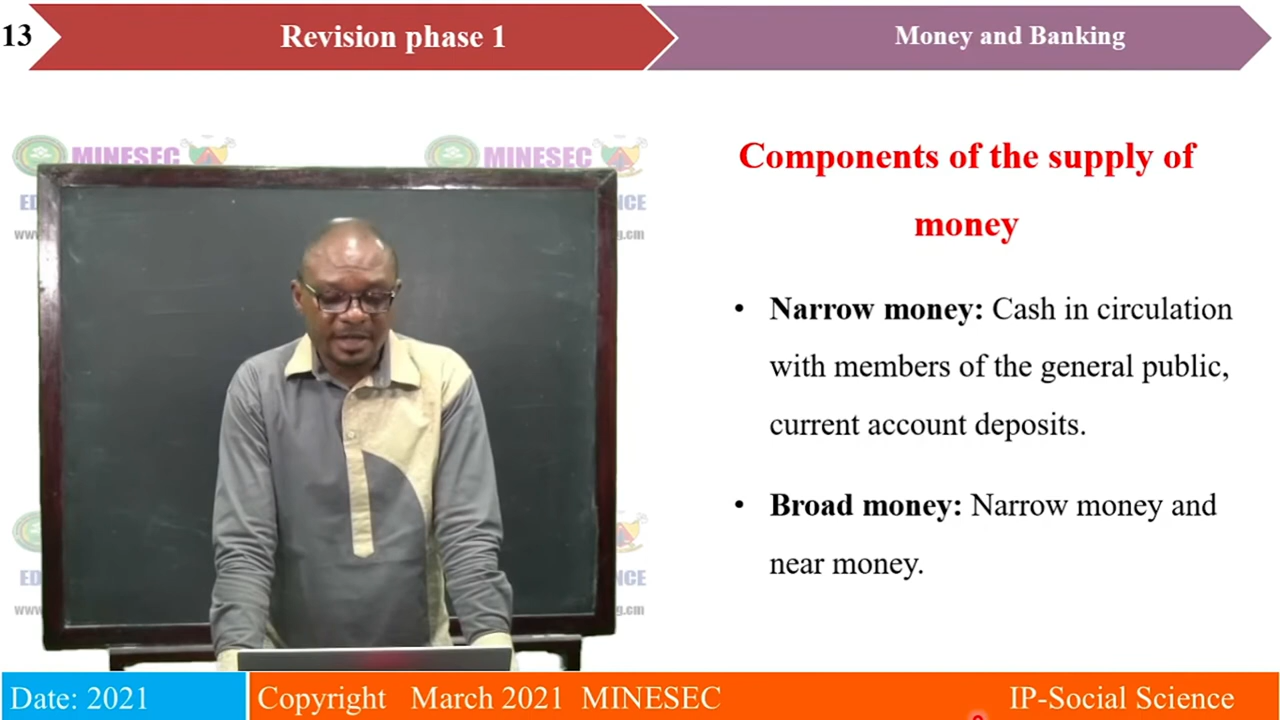 13
Revision phase 1
Money and Banking
MINESEC
MINESEC
Components of the supply of
money
• Narrow money: Cash in circulation
with members of the general public,
current account deposits.
• Broad money: Narrow money and
near money.
Date: 2021
Copyright March 2021 MINESEC
IP-Social Science